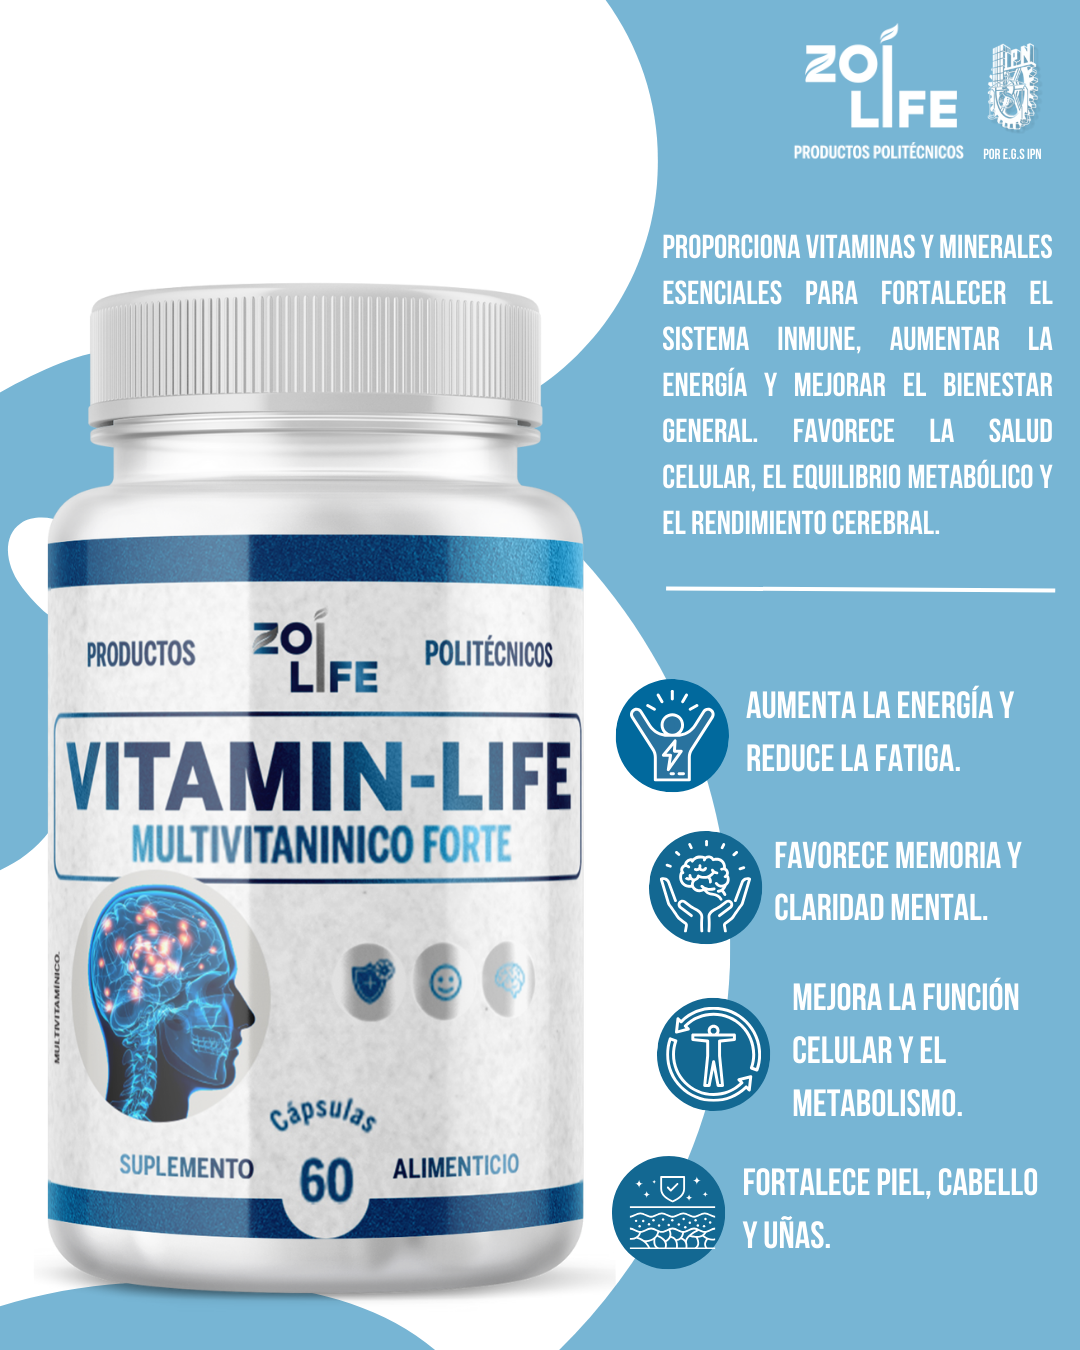 ZOÍ
LIFE
PRODUCTOS POLITÉCNICOS
IPN
POR E.G.S IPN
PROPORCIONA VITAMINAS Y MINERALES
ESENCIALES PARA FORTALECER EL
SISTEMA INMUNE, AUMENTAR LA
ENERGÍA Y MEJORAR EL BIENESTAR
GENERAL. FAVORECE LA SALUD
CELULAR, EL EQUILIBRIO METABÓLICO Y
EL RENDIMIENTO CEREBRAL.
AUMENTA LA ENERGÍA Y
REDUCE LA FATIGA.
FAVORECE MEMORIA Y
CLARIDAD MENTAL.
MEJORA LA FUNCIÓN
CELULAR Y EL
METABOLISMO.
FORTALECE PIEL, CABELLO
Y UÑAS.
PRODUCTOS
ZOÍ
LIFE
POLITÉCNICOS
VITAMIN-LIFE
MULTIVITANINICO FORTE
MULTIVITAMÍNICO.
Cápsulas
60
SUPLEMENTO
ALIMENTICIO